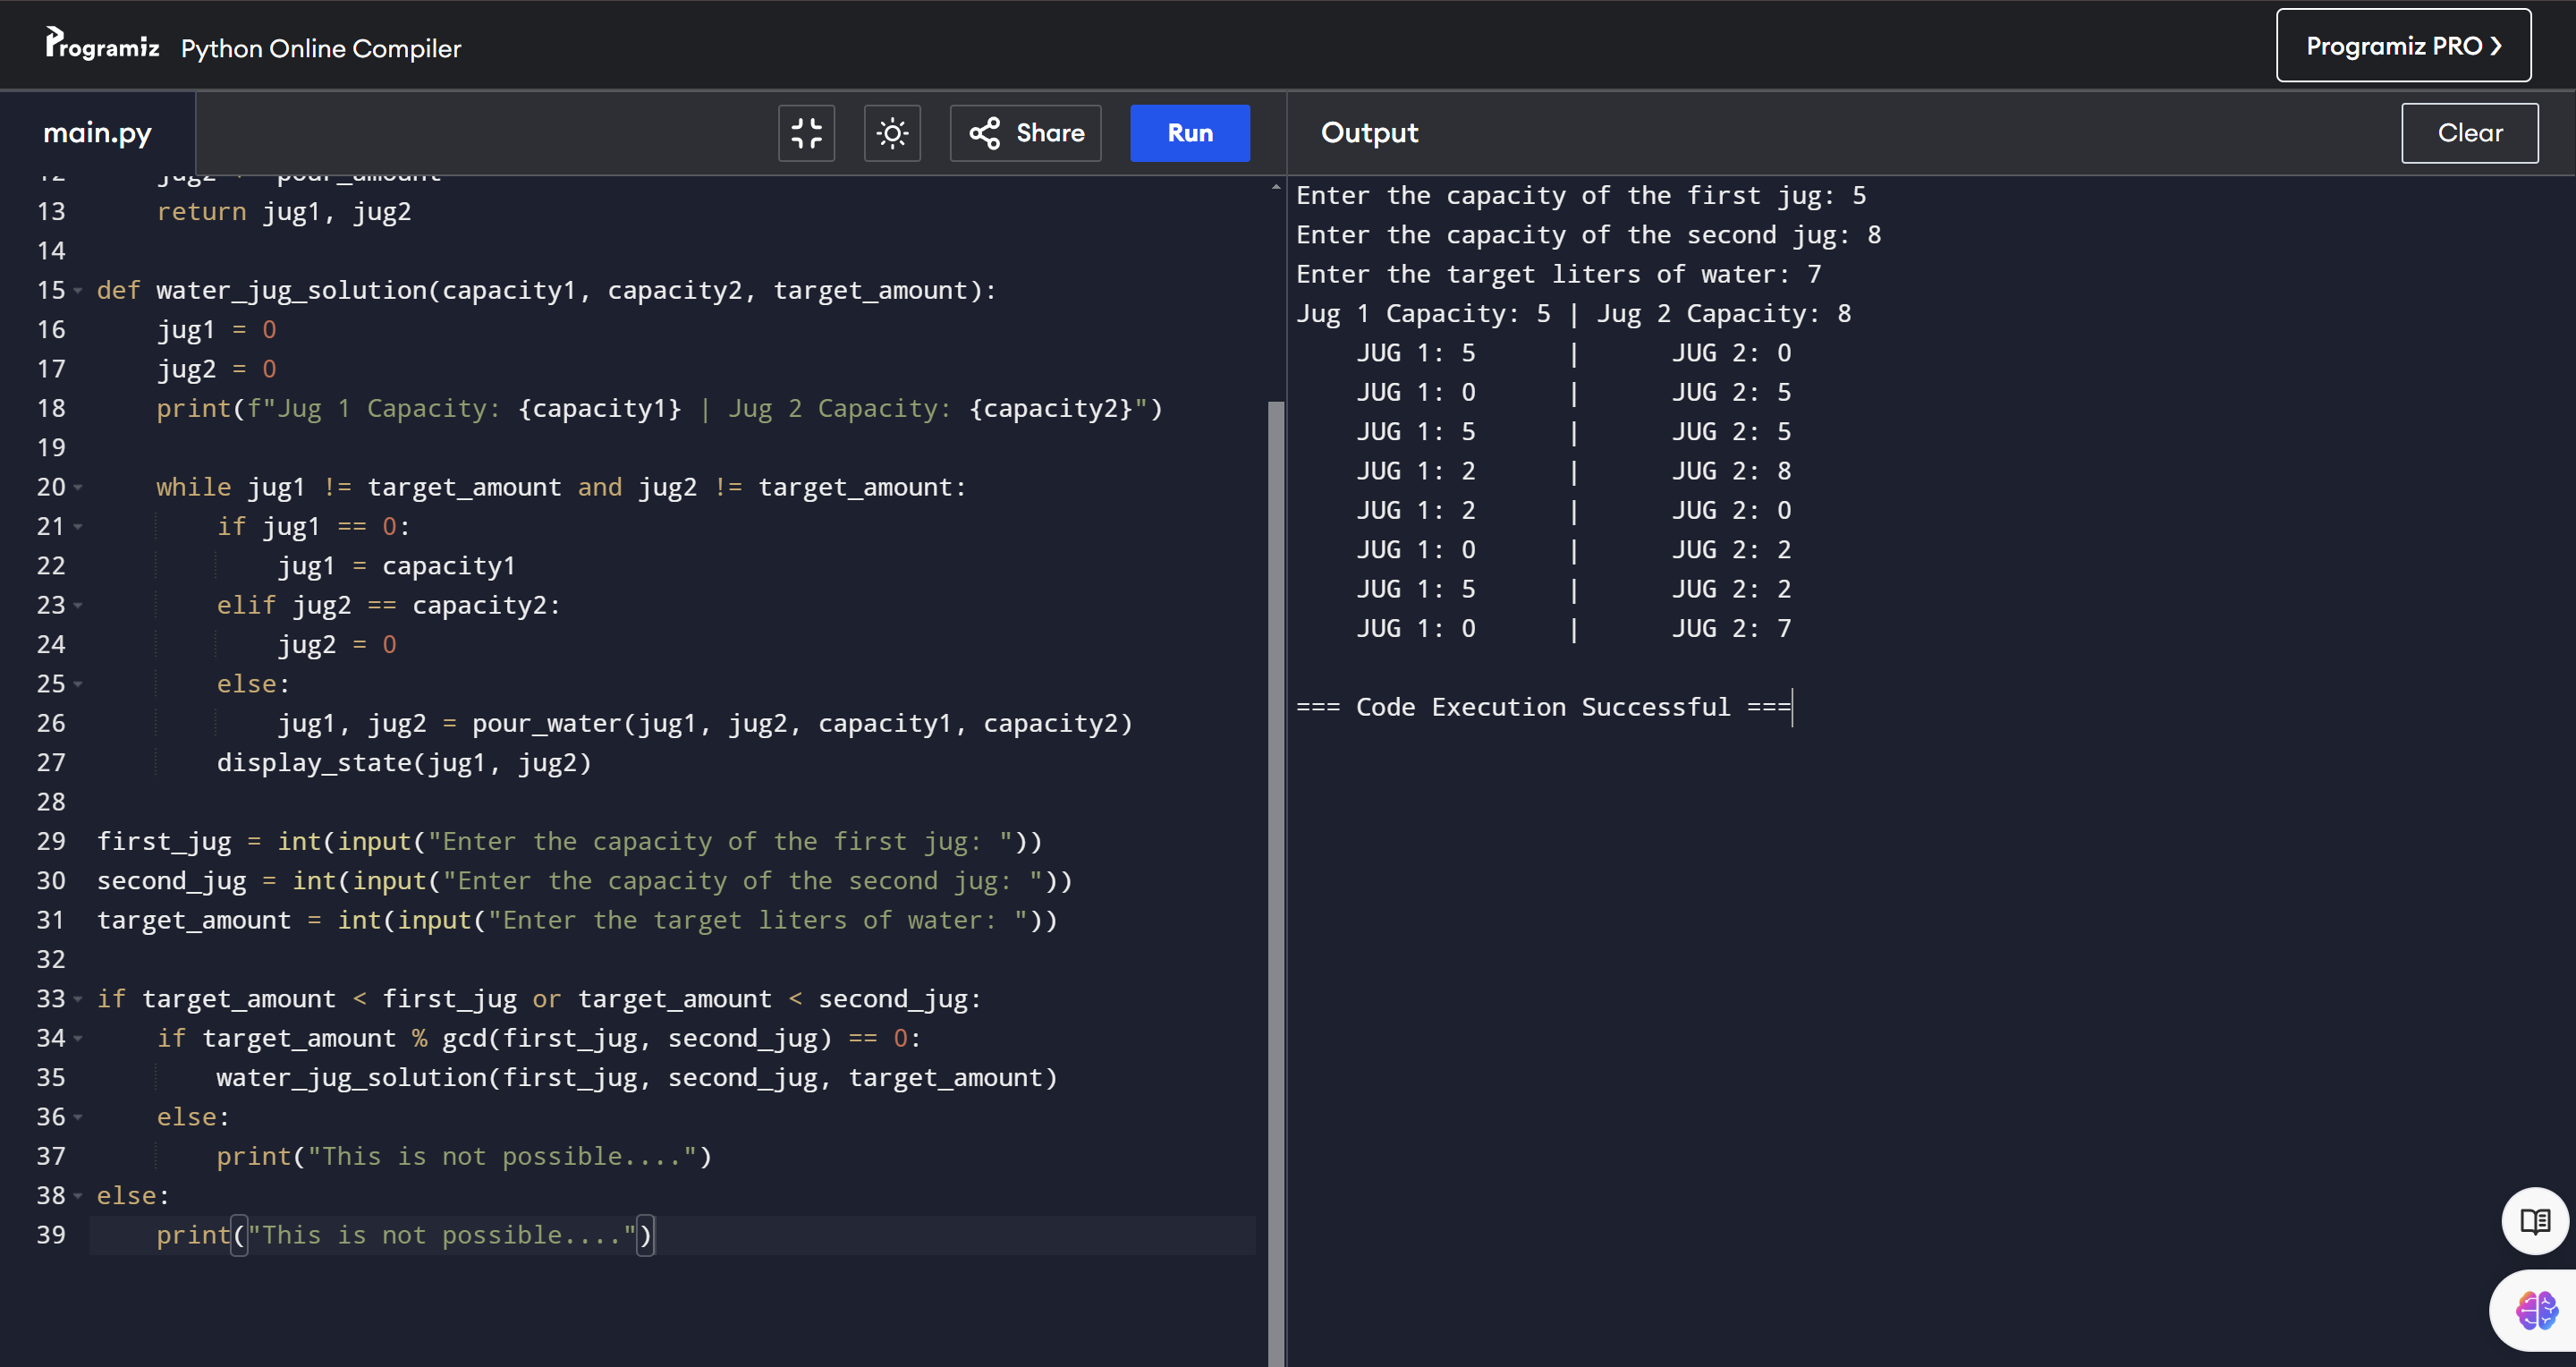 Programiz Python Online Compiler
Programiz PRO ❯
main.py
Share
Run
Output
Clear
13 return jug1, jug2
14
15 def water_jug_solution(capacity1, capacity2, target_amount):
16 jug1 = 0
17 jug2 = 0
18 print(f"Jug 1 Capacity: {capacity1} | Jug 2 Capacity: {capacity2}")
19
20 while jug1 != target_amount and jug2 != target_amount:
21 if jug1 == 0:
22 jug1 = capacity1
23 elif jug2 == capacity2:
24 jug2 = 0
25 else:
26 jug1, jug2 = pour_water(jug1, jug2, capacity1, capacity2)
27 display_state(jug1, jug2)
28
29 first_jug = int(input("Enter the capacity of the first jug: "))
30 second_jug = int(input("Enter the capacity of the second jug: "))
31 target_amount = int(input("Enter the target liters of water: "))
32
33 if target_amount < first_jug or target_amount < second_jug:
34 if target_amount % gcd(first_jug, second_jug) == 0:
35 water_jug_solution(first_jug, second_jug, target_amount)
36 else:
37 print("This is not possible....")
38 else:
39 print("This is not possible....")
Enter the capacity of the first jug: 5
Enter the capacity of the second jug: 8
Enter the target liters of water: 7
Jug 1 Capacity: 5 | Jug 2 Capacity: 8
JUG 1: 5 | JUG 2: 0
JUG 1: 0 | JUG 2: 5
JUG 1: 5 | JUG 2: 5
JUG 1: 2 | JUG 2: 8
JUG 1: 2 | JUG 2: 0
JUG 1: 0 | JUG 2: 2
JUG 1: 5 | JUG 2: 2
JUG 1: 0 | JUG 2: 7
=== Code Execution Successful ===